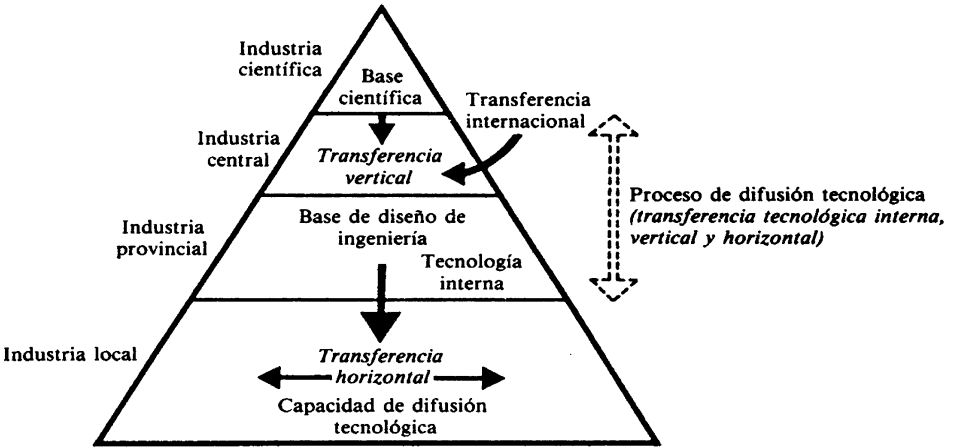 Industria
científica
Base
científica
Transferencia
internacional
Industria
central
Transferencia
vertical
Proceso de difusión tecnológica
(transferencia tecnológica interna,
vertical y horizontal)
Industria
provincial
Base de diseño de
ingeniería
Tecnología
interna
Industria local
Transferencia
horizontal
Capacidad de difusión
tecnológica